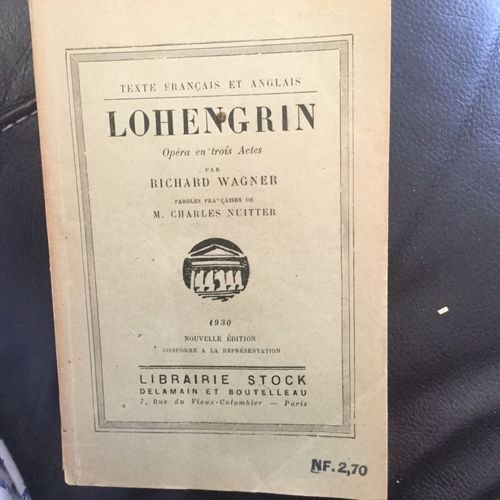 TEXTE FRANÇAIS ET ANGLAIS
LOHENGRIN
Opéra en trois Actes
PAR
RICHARD WAGNER
PAROLES FRANÇAISES DE
M. CHARLES NUITTER
1930
NOUVELLE ÉDITION
CONFORME A LA REPRÉSENTATION
LIBRAIRIE STOCK
DELAMAIN ET BOUTELLEAU
7, Rue du Vieux-Colombier — Paris
NF. 2,70